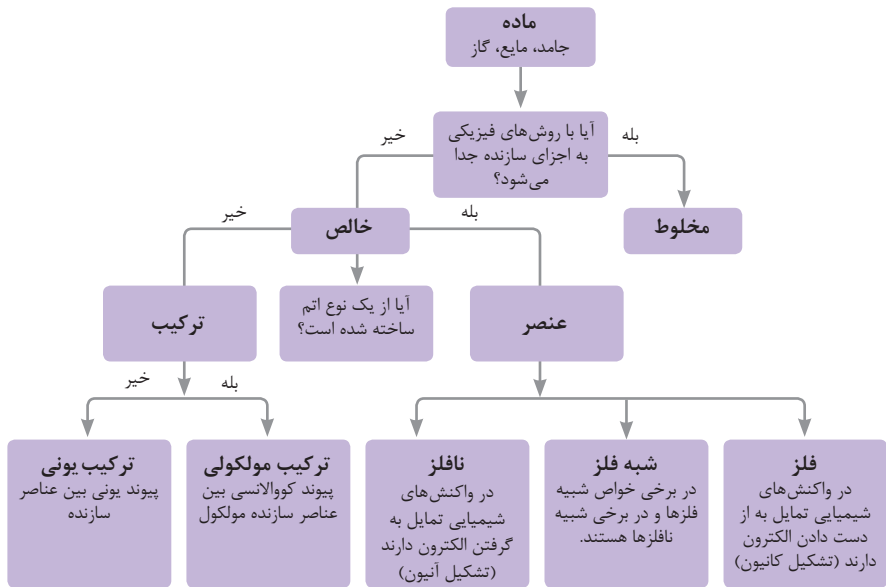 ماده
جامد، مایع، گاز
آیا با روش‌های فیزیکی
به اجزای سازنده جدا
می‌شود؟
بله
خیر
مخلوط
خالص
بله
خیر
آیا از یک نوع اتم
ساخته شده است؟
عنصر
ترکیب
بله
خیر
فلز
در واکنش‌های
شیمیایی تمایل به از
دست دادن الکترون
دارند (تشکیل کانیون)
شبه فلز
در برخی خواص شبیه
فلزها و در برخی شبیه
نافلزها هستند.
نافلز
در واکنش‌های
شیمیایی تمایل به
گرفتن الکترون دارند
(تشکیل آنیون)
ترکیب مولکولی
پیوند کووالانسی بین
عناصر سازنده مولکول
ترکیب یونی
پیوند یونی بین عناصر
سازنده